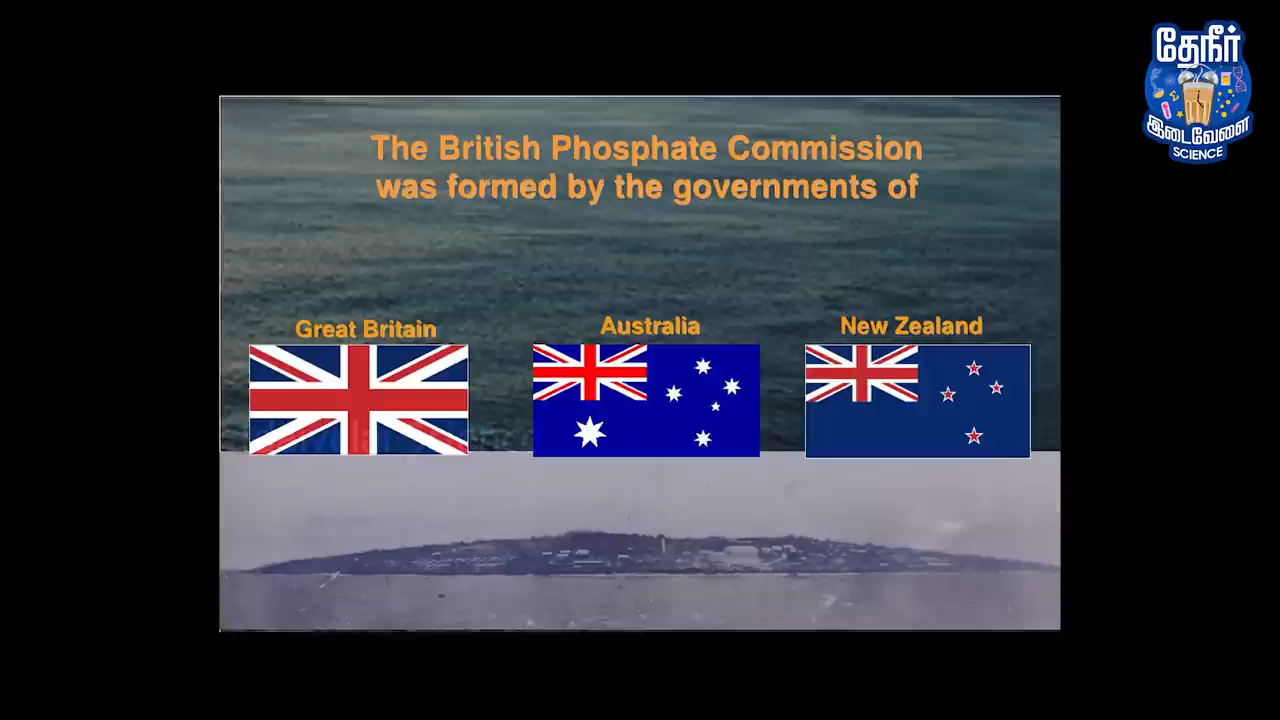 The British Phosphate Commission
was formed by the governments of
Great Britain
Australia
New Zealand
தேநீர்
இடைவேளை
SCIENCE